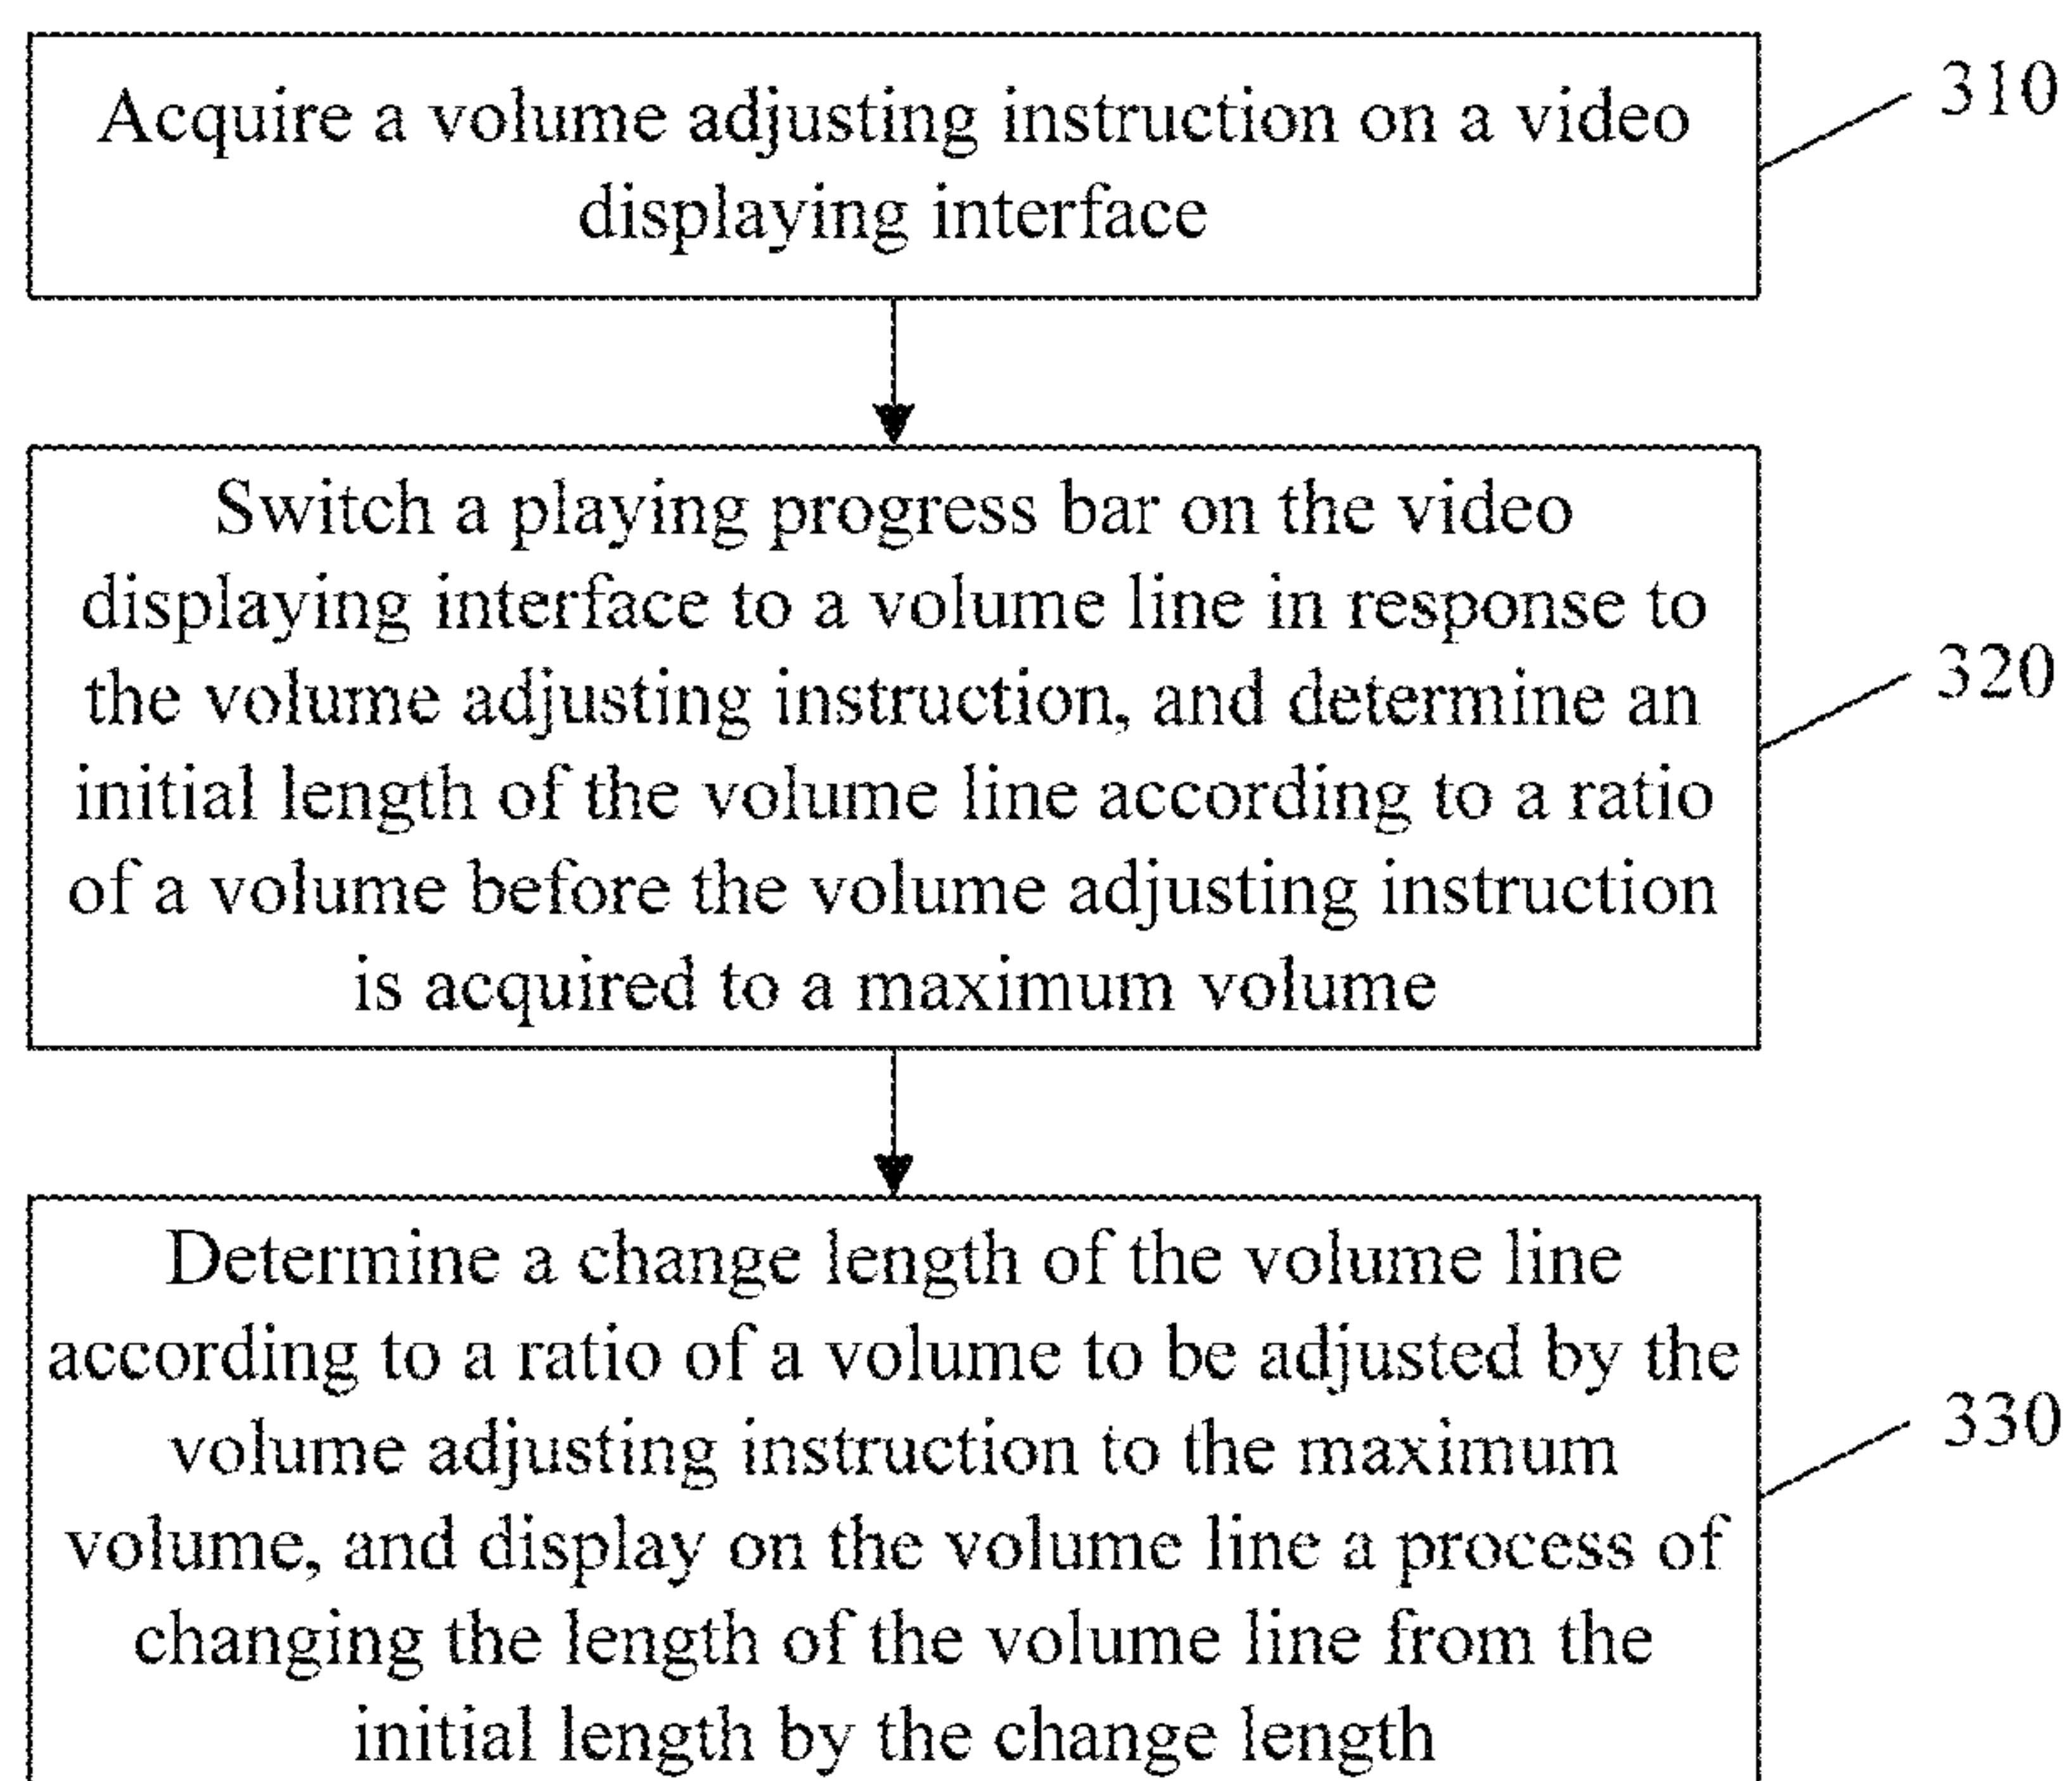 Acquire a volume adjusting instruction on a video
displaying interface
310
Switch a playing progress bar on the video
displaying interface to a volume line in response to
the volume adjusting instruction, and determine an
initial length of the volume line according to a ratio
of a volume before the volume adjusting instruction
is acquired to a maximum volume
320
Determine a change length of the volume line
according to a ratio of a volume to be adjusted by the
volume adjusting instruction to the maximum
volume, and display on the volume line a process of
changing the length of the volume line from the
initial length by the change length
330